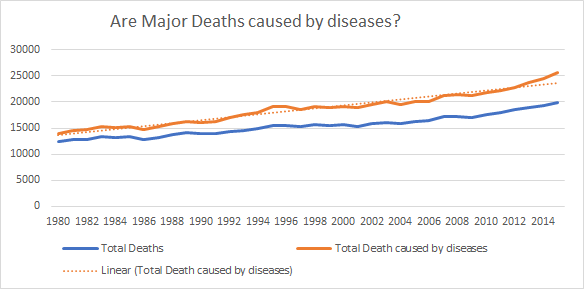 Are Major Deaths caused by diseases?
30000
25000
20000
15000
10000
5000
0
1980 1982 1984 1986 1988 1990 1992 1994 1996 1998 2000 2002 2004 2006 2008 2010 2012 2014
Total Deaths Total Death caused by diseases
Linear (Total Death caused by diseases)